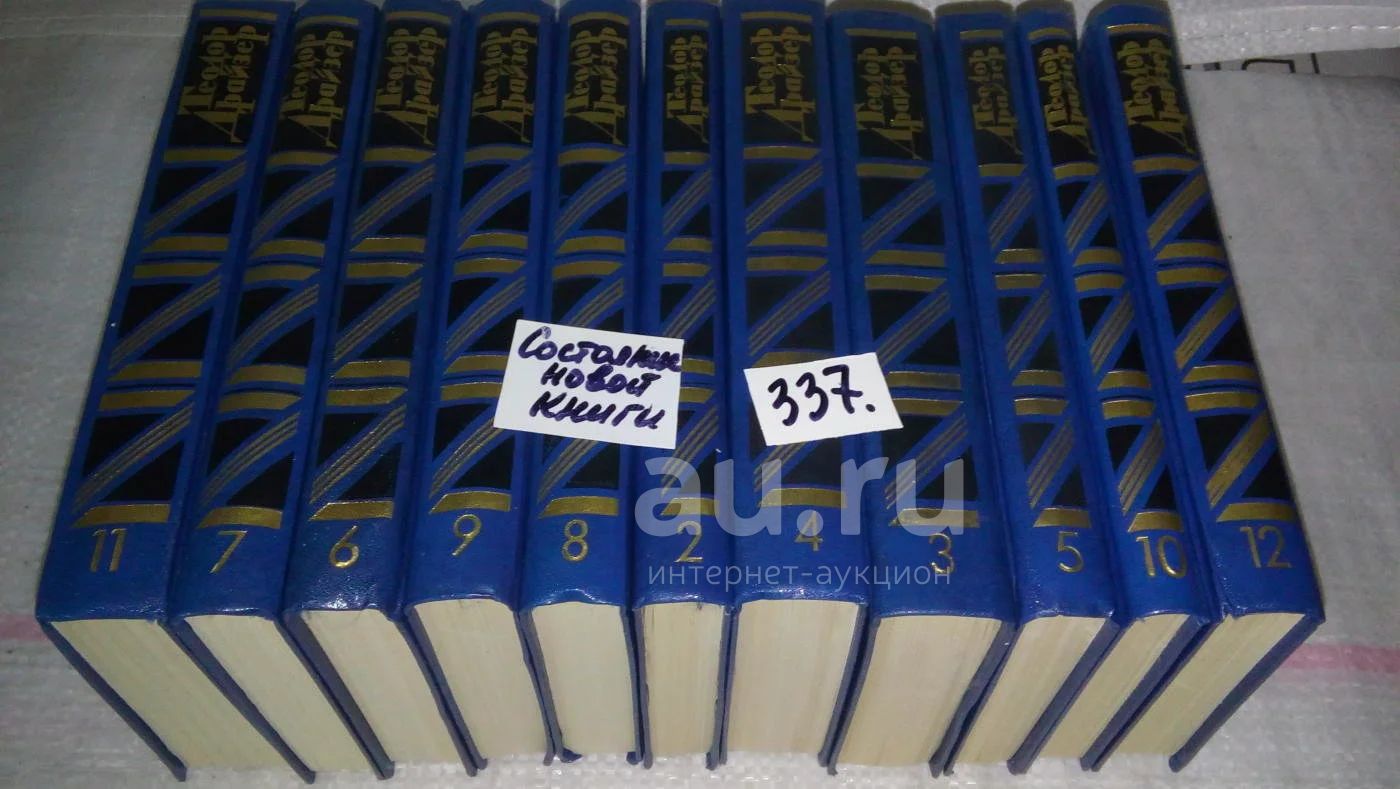 Теодор Драйзер
Теодор Драйзер
Теодор Драйзер
Теодор Драйзер
Теодор Драйзер
Теодор Драйзер
Теодор Драйзер
Теодор Драйзер
Теодор Драйзер
Теодор Драйзер
Теодор Драйзер
Состояние
новой
книги
337.
au.ru
интернет-аукцион
11 7 6 9 8 2 4 3 5 10 12